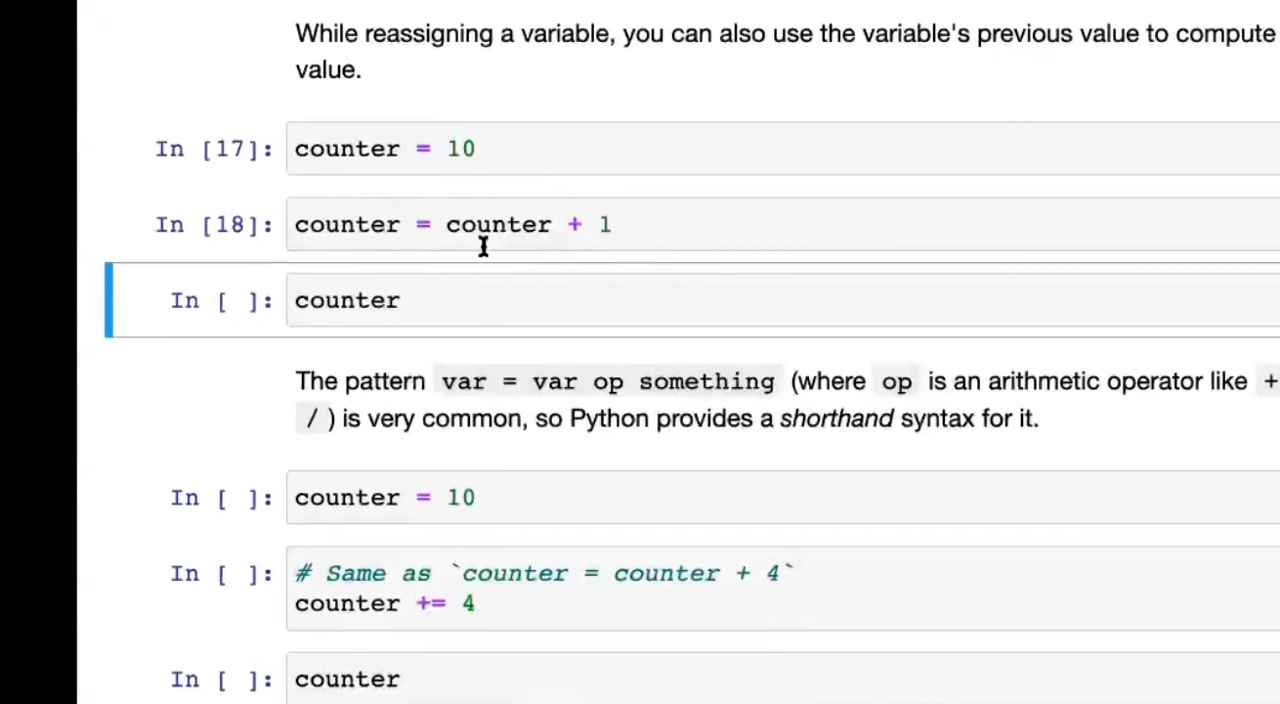 While reassigning a variable, you can also use the variable's previous value to compute
value.
In [17]: counter = 10
In [18]: counter = counter + 1
In [ ]: counter
The pattern var = var op something (where op is an arithmetic operator like +
/ ) is very common, so Python provides a shorthand syntax for it.
In [ ]: counter = 10
In [ ]: # Same as `counter = counter + 4`
counter += 4
In [ ]: counter